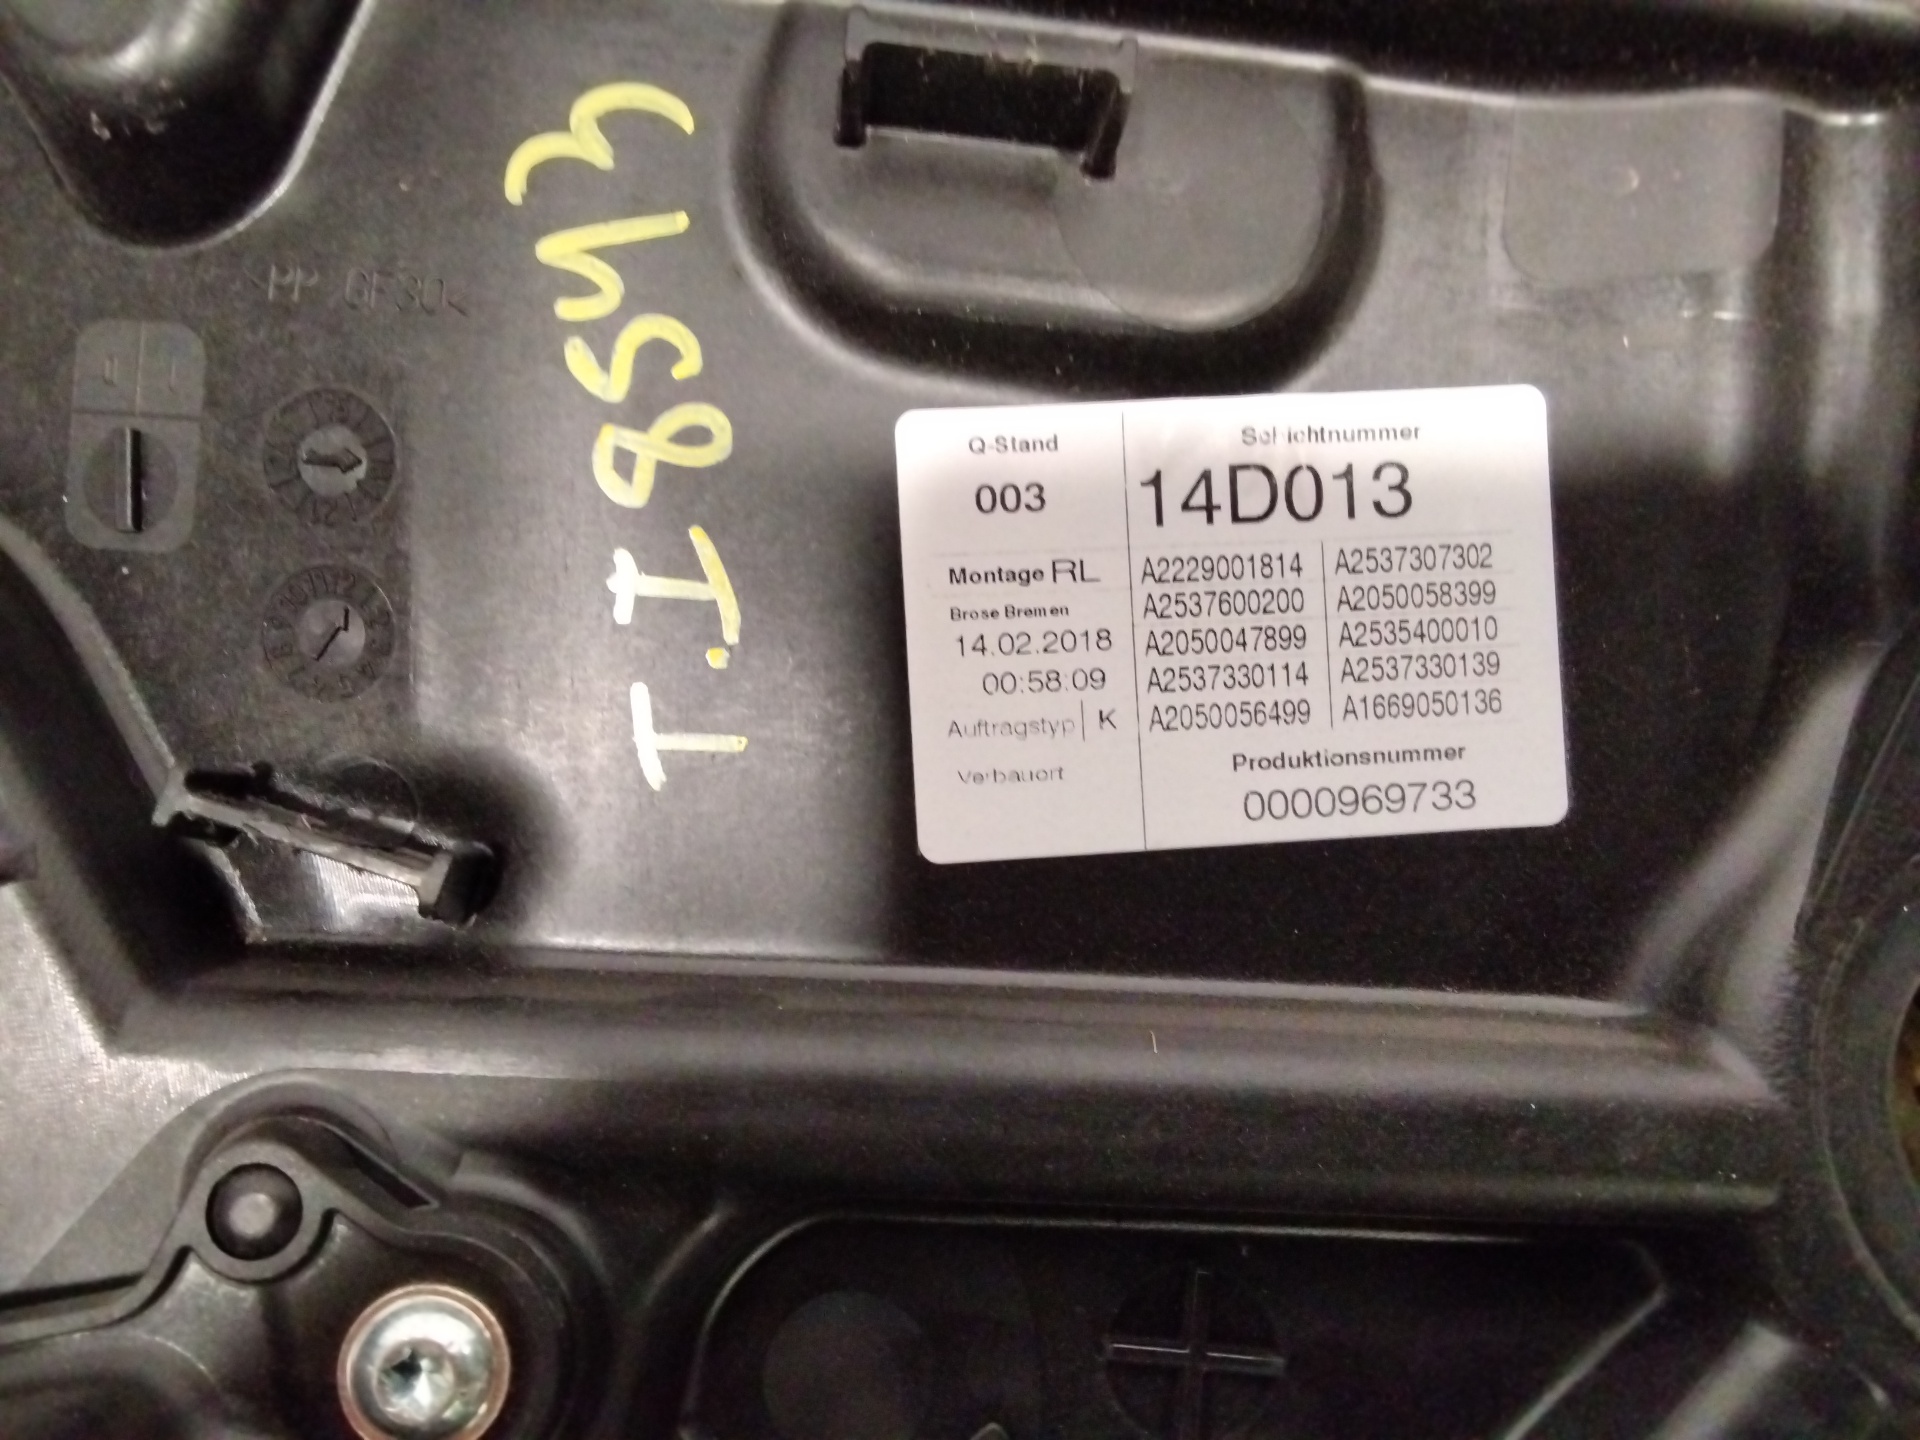 >PP GF30<
Q-Stand
003
Schichtnummer
14D013
Montage RL
Brose Bremen
14.02.2018
00:58:09
Auftragstyp K
Verbauort
A2229001814 A2537307302
A2537600200 A2050058399
A2050047899 A2535400010
A2537330114 A2537330139
A2050056499 A1669050136
Produktionsnummer
0000969733